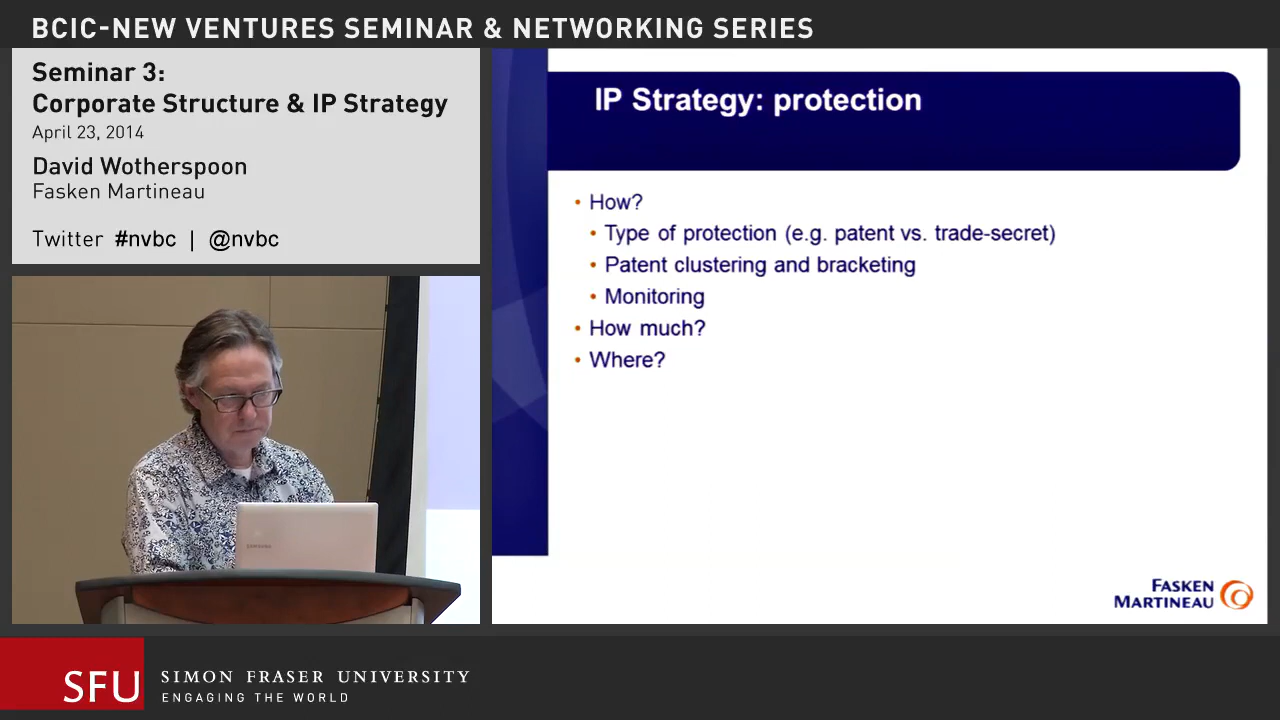 BCIC-NEW VENTURES SEMINAR & NETWORKING SERIES
Seminar 3:
Corporate Structure & IP Strategy
April 23, 2014
David Wotherspoon
Fasken Martineau
Twitter #nvbc | @nvbc
IP Strategy: protection
• How?
• Type of protection (e.g. patent vs. trade-secret)
• Patent clustering and bracketing
• Monitoring
• How much?
• Where?
FASKEN
MARTINEAU
SAMSUNG
SFU
SIMON FRASER UNIVERSITY
ENGAGING THE WORLD